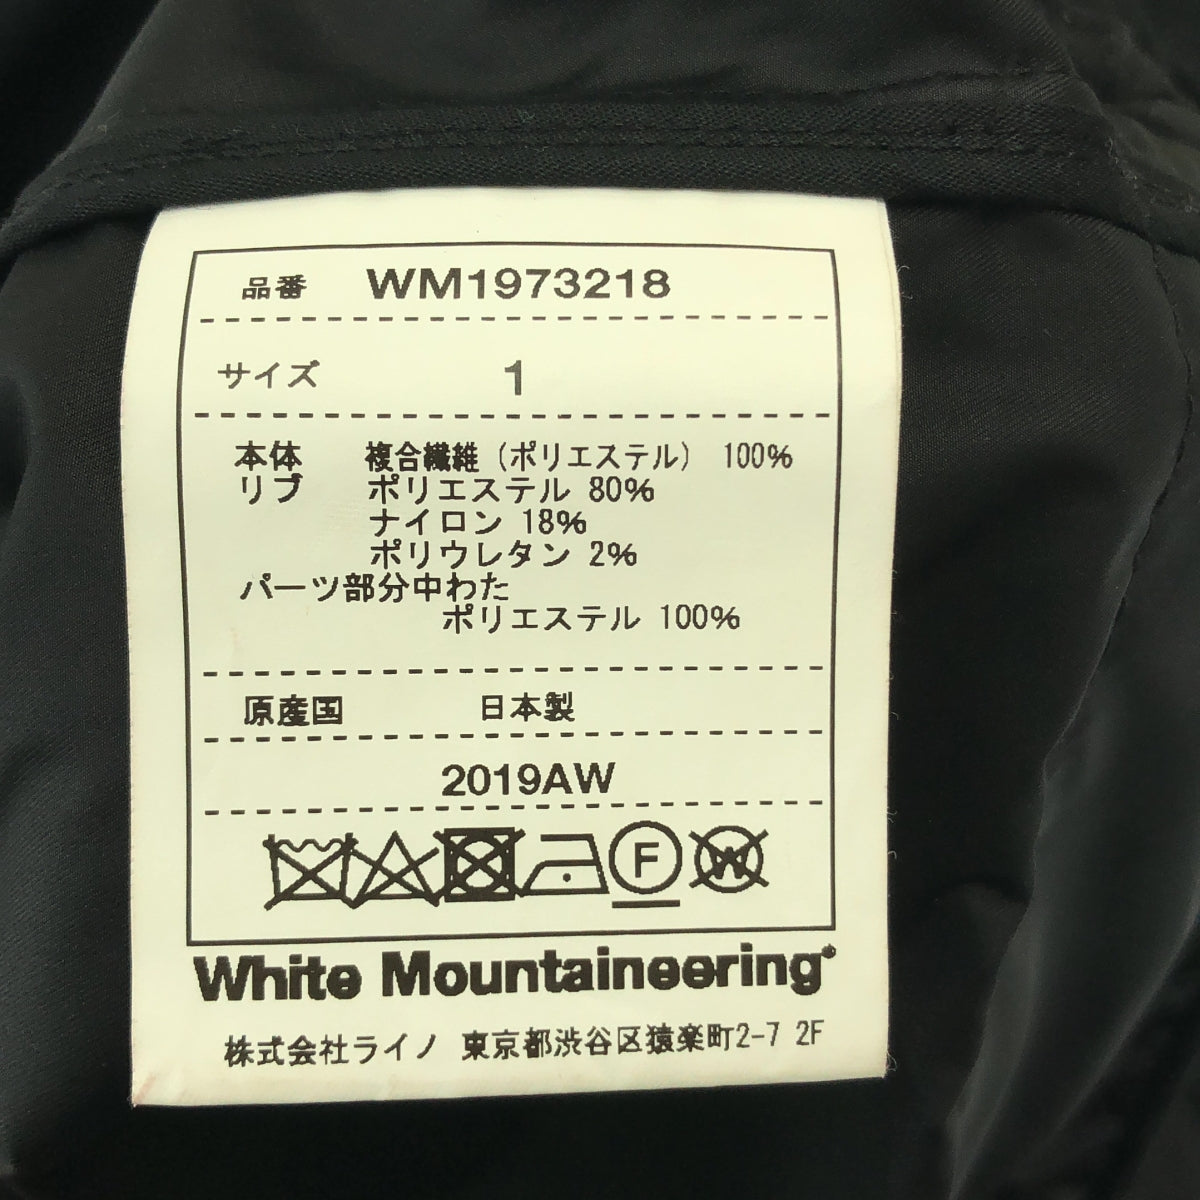 品番 WM1973218
サイズ 1
本体 複合繊維(ポリエステル) 100%
リブ ポリエステル 80%
ナイロン 18%
ポリウレタン 2%
パーツ部分中わた
ポリエステル 100%
原産国 日本製
2019AW
F W
White Mountaineering®
株式会社ライノ 東京都渋谷区猿楽町2-7 2F